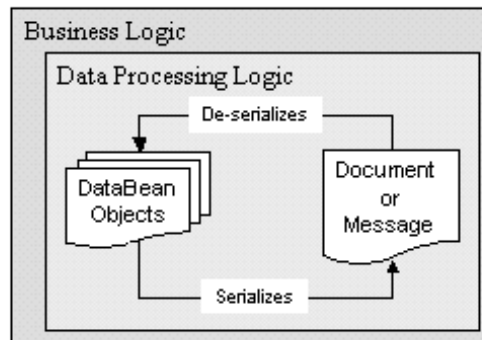 Business Logic
Data Processing Logic
De-serializes
DataBean
Objects
Document
or
Message
Serializes